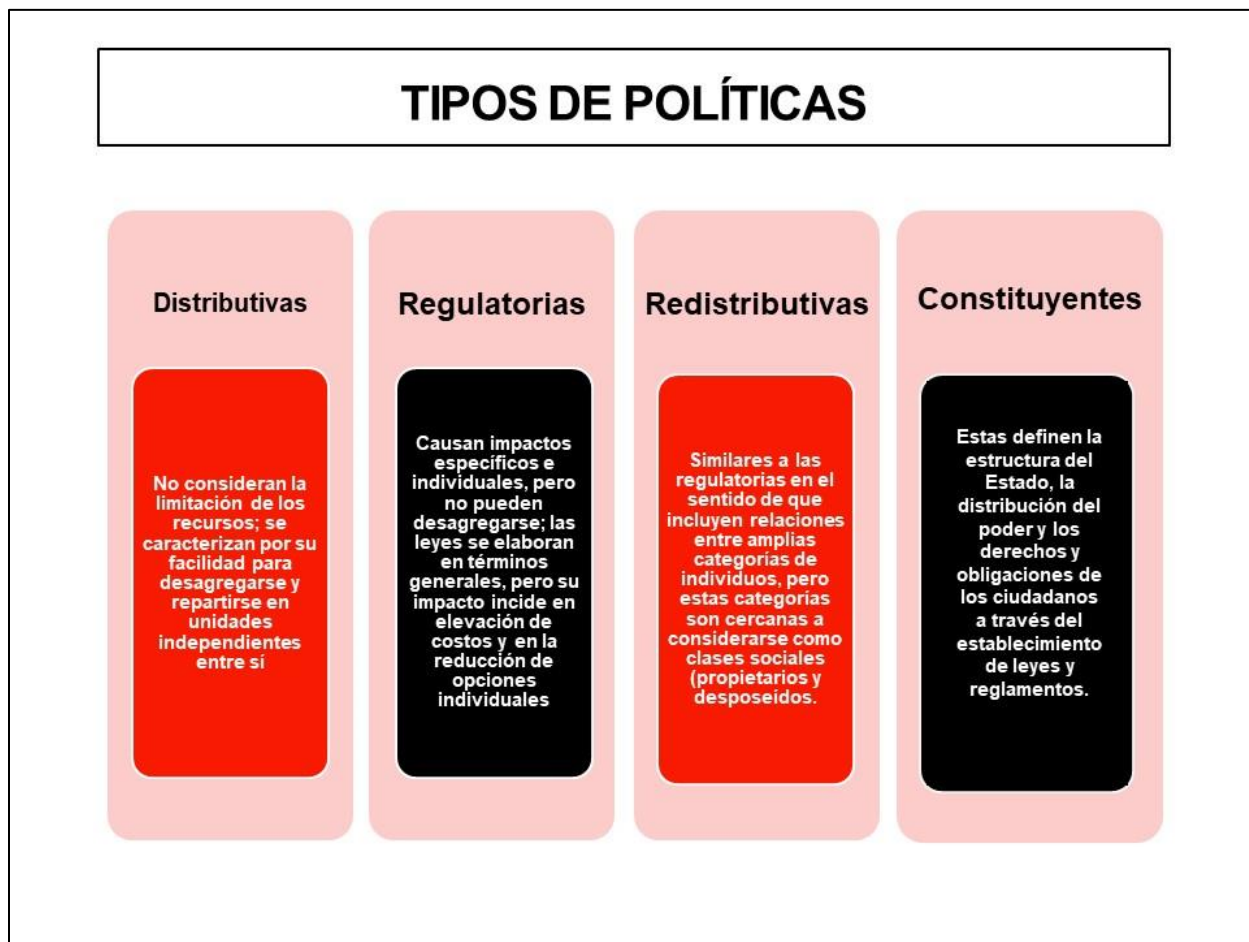 TIPOS DE POLÍTICAS
Distributivas
No consideran la
limitación de los
recursos; se
caracterizan por su
facilidad para
desagregarse y
repartirse en
unidades
independientes
entre sí
Regulatorias
Causan impactos
específicos e
individuales, pero
no pueden
desagregarse; las
leyes se elaboran
en términos
generales, pero su
impacto incide en
elevación de
costos y en la
reducción de
opciones
individuales
Redistributivas
Similares a las
regulatorias en el
sentido de que
incluyen relaciones
entre amplias
categorías de
individuos, pero
estas categorías
son cercanas a
considerarse como
clases sociales
(propietarios y
desposeídos.
Constituyentes
Estas definen la
estructura del
Estado, la
distribución del
poder y los
derechos y
obligaciones de
los ciudadanos
a través del
establecimiento
de leyes y
reglamentos.